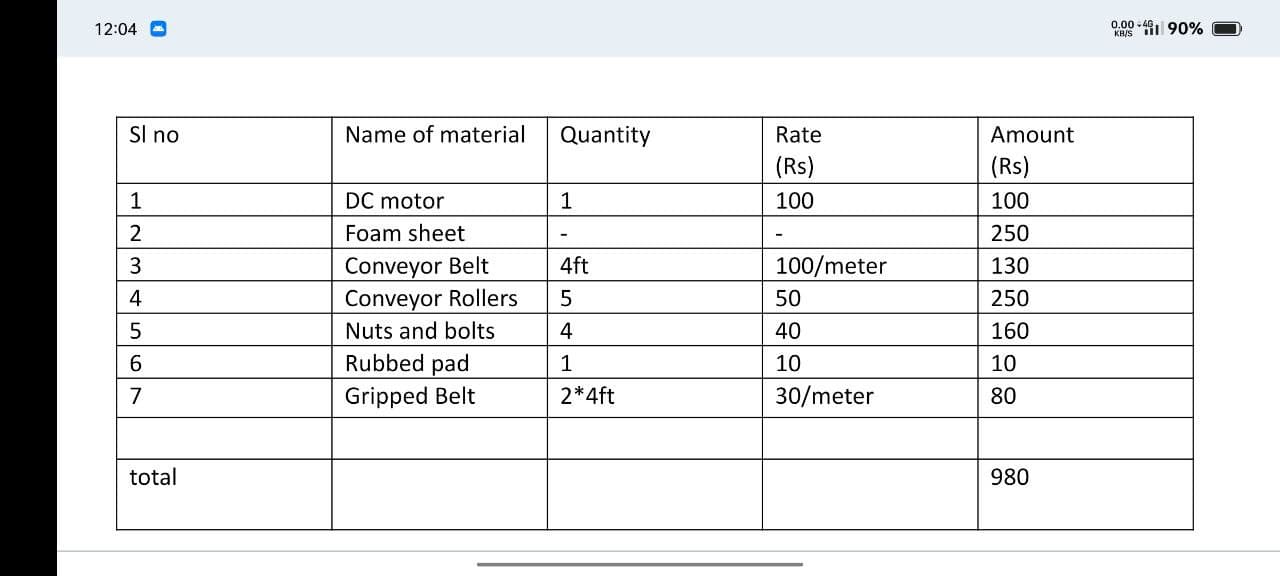 12:04 0.00 KB/S 4G 90%
Sl no Name of material Quantity Rate (Rs) Amount (Rs)
1 DC motor 1 100 100
2 Foam sheet - - 250
3 Conveyor Belt 4ft 100/meter 130
4 Conveyor Rollers 5 50 250
5 Nuts and bolts 4 40 160
6 Rubbed pad 1 10 10
7 Gripped Belt 2*4ft 30/meter 80
total 980